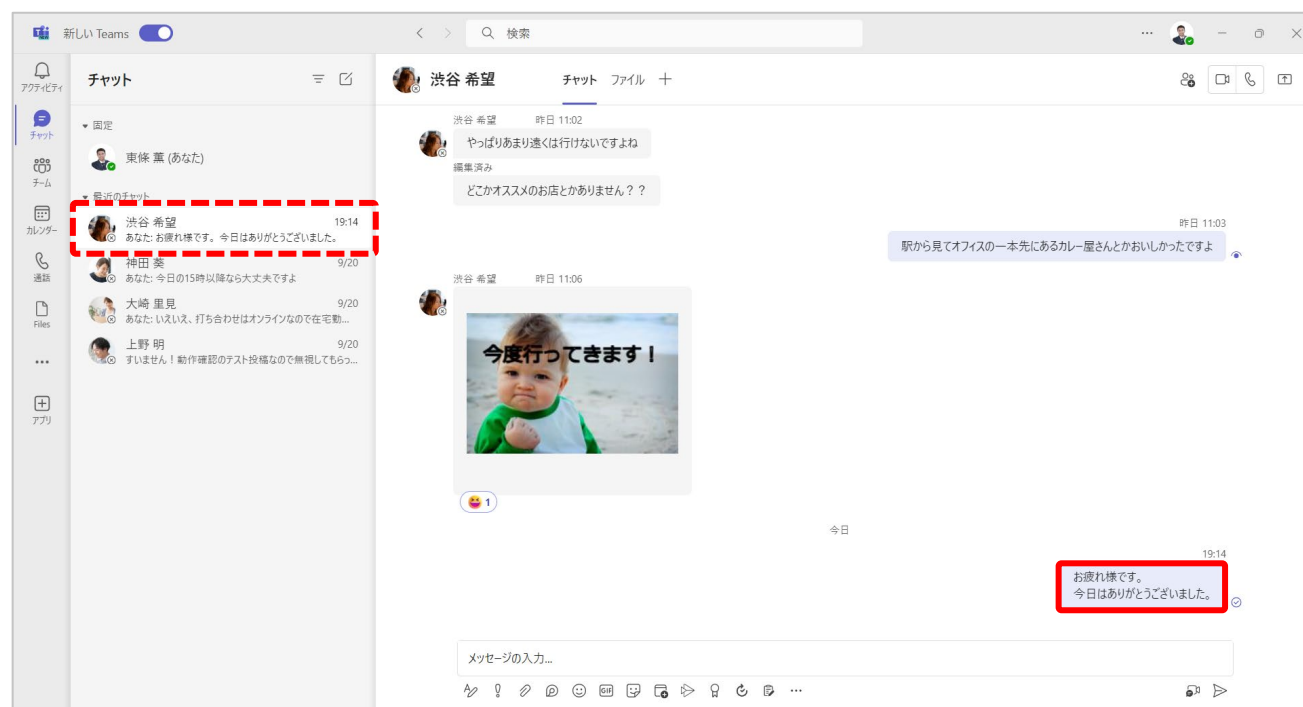 新しい Teams
検索
アクティビティ
チャット
チーム
カレンダー
通話
Files
アプリ
チャット
固定
東條 薫 (あなた)
最近のチャット
渋谷 希望 19:14
あなた: お疲れ様です。今日はありがとうございました。
神田 葵 9/20
あなた: 今日の15時以降なら大丈夫ですよ
大崎 里見 9/20
あなた: いえいえ、打ち合わせはオンラインなので在宅勤...
上野 明 9/20
すいません！動作確認のテスト投稿なので無視してもらっ...
渋谷 希望 チャット ファイル
渋谷 希望 昨日 11:02
やっぱりあまり遠くは行けないですよね
編集済み
どこかオススメのお店とかありません？？
昨日 11:03
駅から見てオフィスの一本先にあるカレー屋さんとかおいしかったですよ
渋谷 希望 昨日 11:06
今度行ってきます！
1
今日
19:14
お疲れ様です。
今日はありがとうございました。
メッセージの入力...
GIF